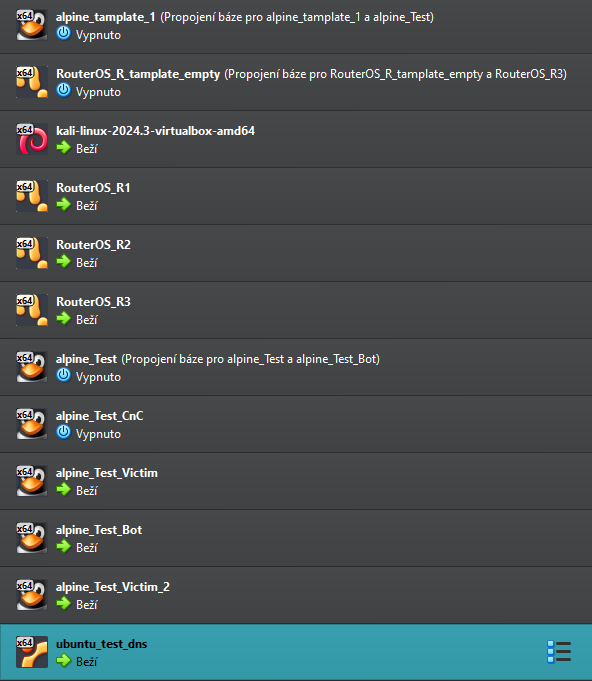 x64 alpine_tamplate_1 (Propojení báze pro alpine_tamplate_1 a alpine_Test)
Vypnuto
x64 RouterOS_R_tamplate_empty (Propojení báze pro RouterOS_R_tamplate_empty a RouterOS_R3)
Vypnuto
x64 kali-linux-2024.3-virtualbox-amd64
Beží
x64 RouterOS_R1
Beží
x64 RouterOS_R2
Beží
x64 RouterOS_R3
Beží
x64 alpine_Test (Propojení báze pro alpine_Test a alpine_Test_Bot)
Vypnuto
x64 alpine_Test_CnC
Vypnuto
x64 alpine_Test_Victim
Beží
x64 alpine_Test_Bot
Beží
x64 alpine_Test_Victim_2
Beží
x64 ubuntu_test_dns
Beží